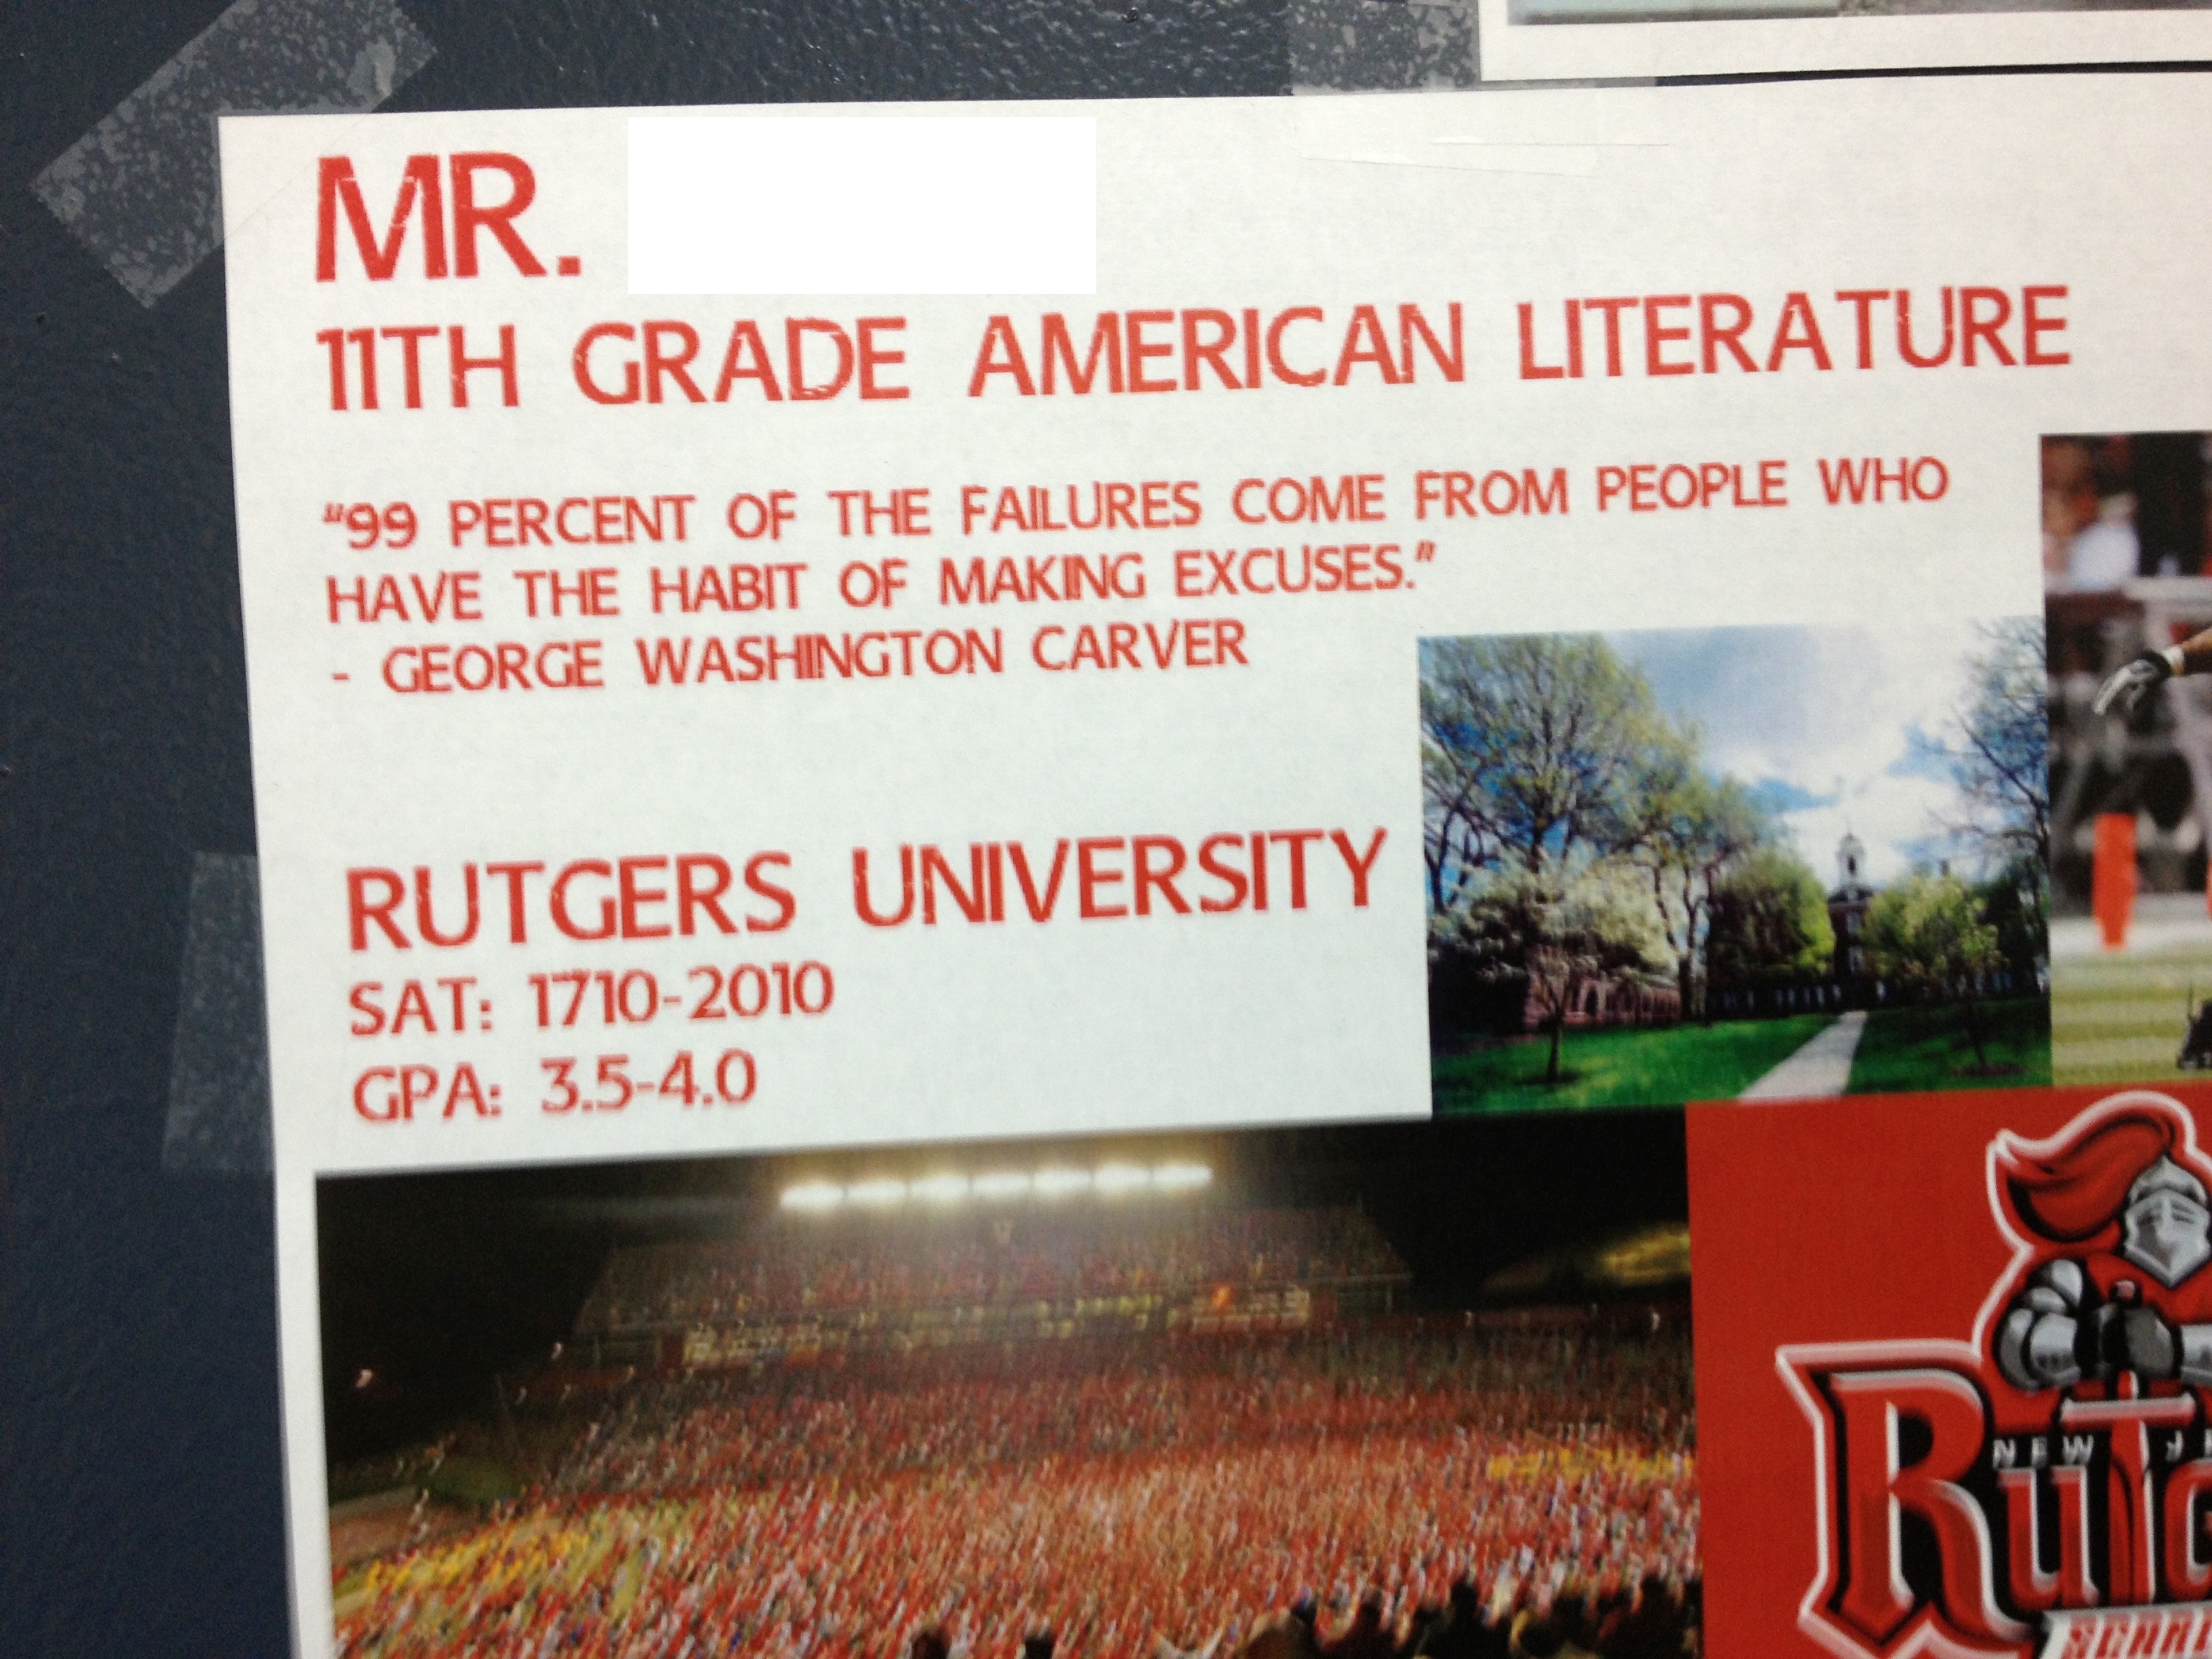 MR.
11TH GRADE AMERICAN LITERATURE
“99 PERCENT OF THE FAILURES COME FROM PEOPLE WHO
HAVE THE HABIT OF MAKING EXCUSES.”
- GEORGE WASHINGTON CARVER
RUTGERS UNIVERSITY
SAT: 1710-2010
GPA: 3.5-4.0
NEW